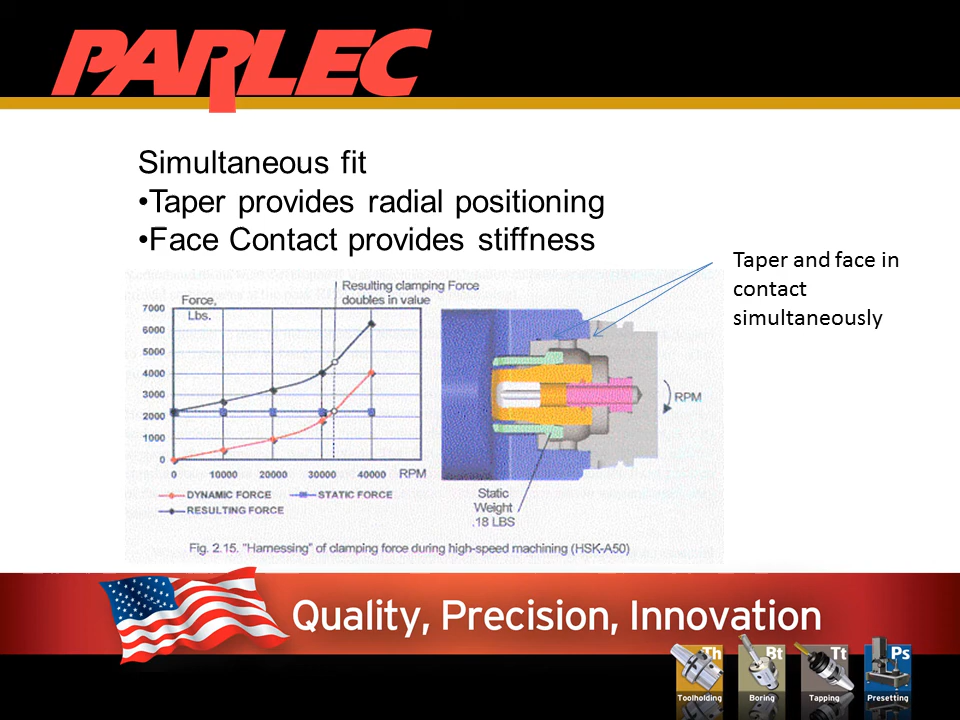 PARLEC
Simultaneous fit
•Taper provides radial positioning
•Face Contact provides stiffness
Taper and face in
contact
simultaneously
Resulting clamping Force
doubles in value
Force,
Lbs.
7000
6000
5000
4000
3000
2000
1000
0
0 10000 20000 30000 40000 RPM
DYNAMIC FORCE STATIC FORCE
RESULTING FORCE
RPM
Static
Weight
.18 LBS
Fig. 2.15. "Harnessing" of clamping force during high-speed machining (HSK-A50)
Quality, Precision, Innovation
Th Bt Tt Ps
Toolholding Boring Tapping Presetting